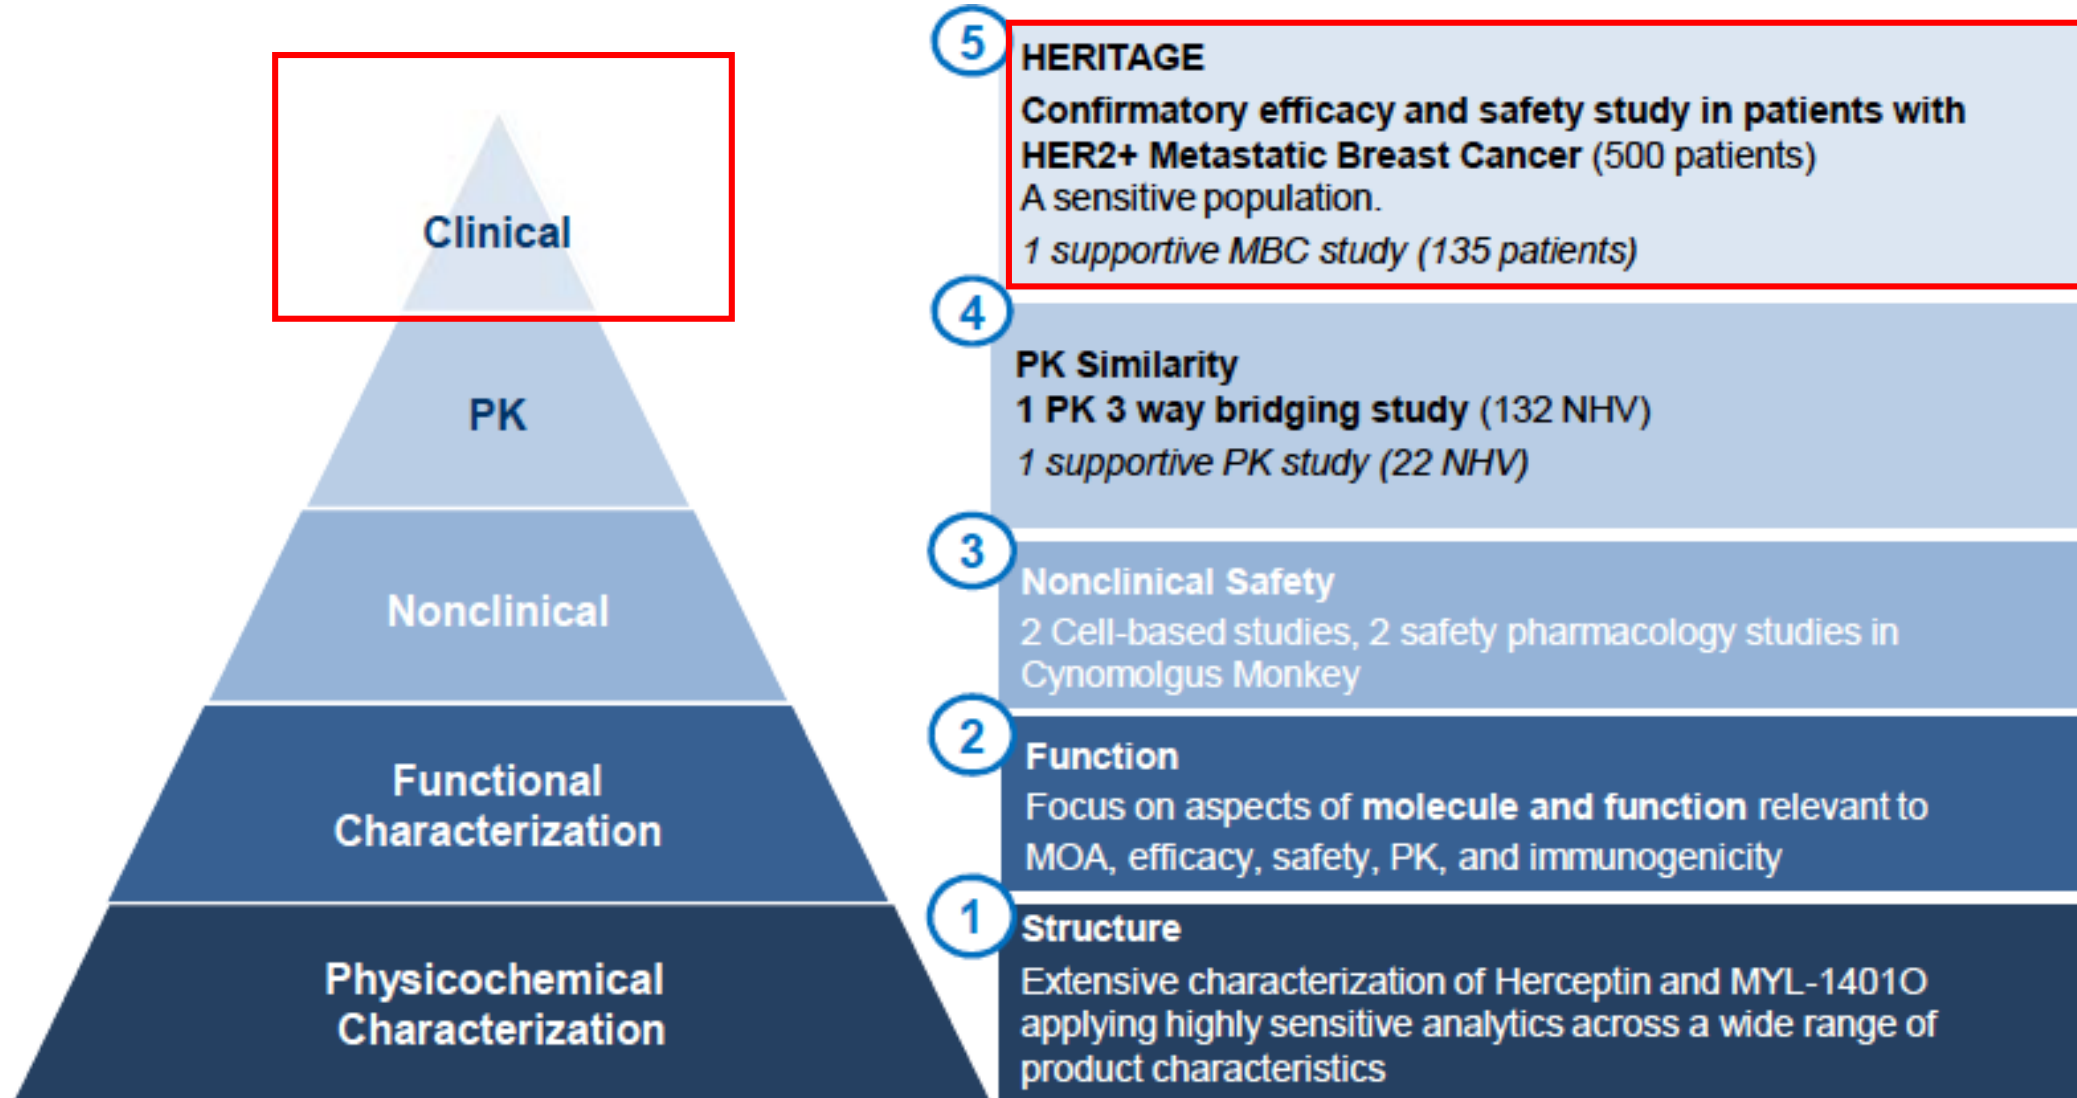 Clinical
PK
Nonclinical
Functional
Characterization
Physicochemical
Characterization
5
HERITAGE
Confirmatory efficacy and safety study in patients with
HER2+ Metastatic Breast Cancer (500 patients)
A sensitive population.
1 supportive MBC study (135 patients)
4
PK Similarity
1 PK 3 way bridging study (132 NHV)
1 supportive PK study (22 NHV)
3
Nonclinical Safety
2 Cell-based studies, 2 safety pharmacology studies in
Cynomolgus Monkey
2
Function
Focus on aspects of molecule and function relevant to
MOA, efficacy, safety, PK, and immunogenicity
1
Structure
Extensive characterization of Herceptin and MYL-1401O
applying highly sensitive analytics across a wide range of
product characteristics